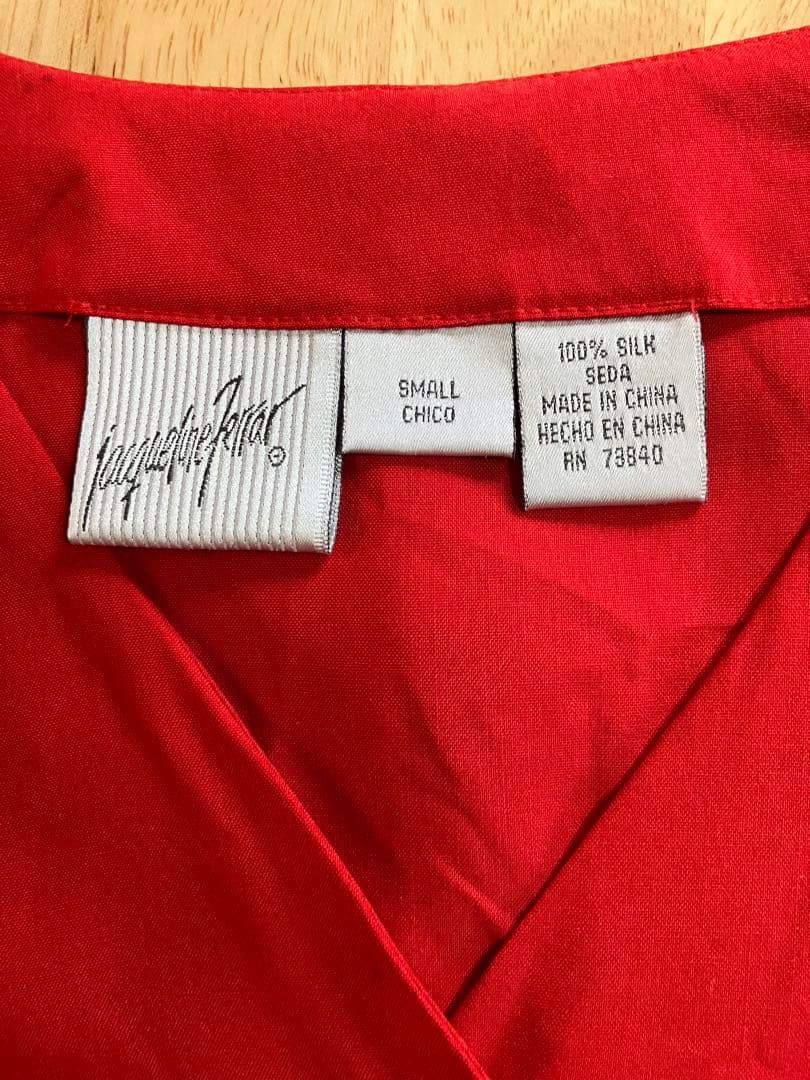 Jacqueline Ferrar
SMALL
CHICO
100% SILK
SEDA
MADE IN CHINA
HECHO EN CHINA
RN 73840